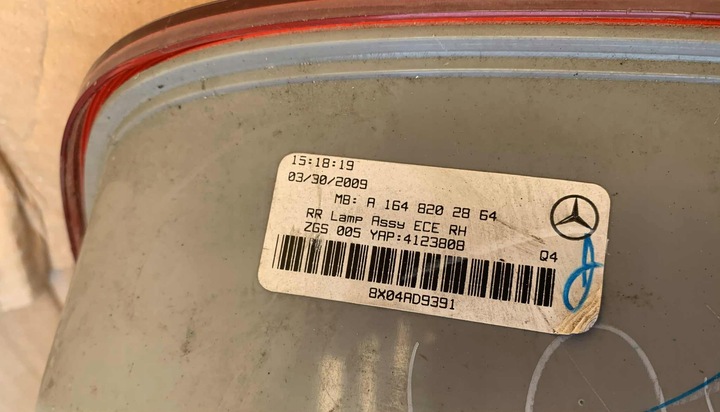 15:18:19
03/30/2009
MB: A 164 820 28 64
RR Lamp Assy ECE RH
ZGS 005 YAP:4123808
Q4
8X04AD9391